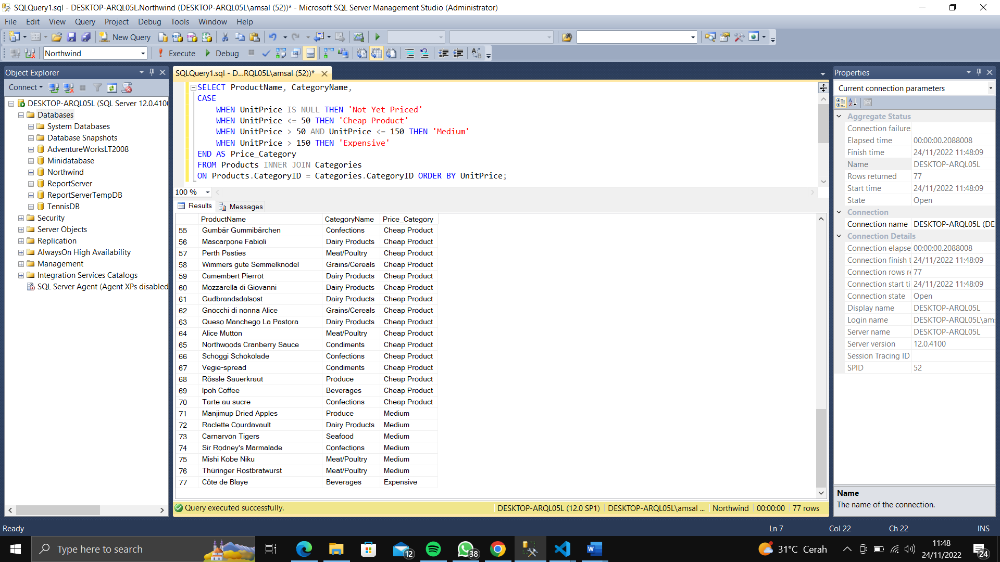 SQLQuery1.sql - DESKTOP-ARQL05L.Northwind (DESKTOP-ARQL05L\amsal (52))* - Microsoft SQL Server Management Studio (Administrator)
File Edit View Query Project Debug Tools Window Help
New Query
Northwind Execute Debug
Object Explorer
Connect
DESKTOP-ARQL05L (SQL Server 12.0.4100
Databases
System Databases
Database Snapshots
AdventureWorksLT2008
Minidatabase
Northwind
ReportServer
ReportServerTempDB
TennisDB
Security
Server Objects
Replication
AlwaysOn High Availability
Management
Integration Services Catalogs
SQL Server Agent (Agent XPs disabled
SQLQuery1.sql - D...RQL05L\amsal (52))*
SELECT ProductName, CategoryName,
CASE
WHEN UnitPrice IS NULL THEN 'Not Yet Priced'
WHEN UnitPrice <= 50 THEN 'Cheap Product'
WHEN UnitPrice > 50 AND UnitPrice <= 150 THEN 'Medium'
WHEN UnitPrice > 150 THEN 'Expensive'
END AS Price_Category
FROM Products INNER JOIN Categories
ON Products.CategoryID = Categories.CategoryID ORDER BY UnitPrice;
100 %
Results Messages
ProductName CategoryName Price_Category
55 Gumbär Gummibärchen Confections Cheap Product
56 Mascarpone Fabioli Dairy Products Cheap Product
57 Perth Pasties Meat/Poultry Cheap Product
58 Wimmers gute Semmelknödel Grains/Cereals Cheap Product
59 Camembert Pierrot Dairy Products Cheap Product
60 Mozzarella di Giovanni Dairy Products Cheap Product
61 Gudbrandsdalsost Dairy Products Cheap Product
62 Gnocchi di nonna Alice Grains/Cereals Cheap Product
63 Queso Manchego La Pastora Dairy Products Cheap Product
64 Alice Mutton Meat/Poultry Cheap Product
65 Northwoods Cranberry Sauce Condiments Cheap Product
66 Schoggi Schokolade Confections Cheap Product
67 Vegie-spread Condiments Cheap Product
68 Rössle Sauerkraut Produce Cheap Product
69 Ipoh Coffee Beverages Cheap Product
70 Tarte au sucre Confections Cheap Product
71 Manjimup Dried Apples Produce Medium
72 Raclette Courdavault Dairy Products Medium
73 Carnarvon Tigers Seafood Medium
74 Sir Rodney's Marmalade Confections Medium
75 Mishi Kobe Niku Meat/Poultry Medium
76 Thüringer Rostbratwurst Meat/Poultry Medium
77 Côte de Blaye Beverages Expensive
Query executed successfully. DESKTOP-ARQL05L (12.0 SP1) DESKTOP-ARQL05L\amsal ... Northwind 00:00:00 77 rows
Properties
Current connection parameters
Aggregate Status
Connection failure
Elapsed time 00:00:00.2088008
Finish time 24/11/2022 11:48:09
Name DESKTOP-ARQL05L
Rows returned 77
Start time 24/11/2022 11:48:09
State Open
Connection
Connection name DESKTOP-ARQL05L (DE
Connection Details
Connection elapse 00:00:00.2088008
Connection finish t 24/11/2022 11:48:09
Connection rows re 77
Connection start ti 24/11/2022 11:48:09
Connection state Open
Display name DESKTOP-ARQL05L
Login name DESKTOP-ARQL05L\ams
Server name DESKTOP-ARQL05L
Server version 12.0.4100
Session Tracing ID
SPID 52
Name
The name of the connection.
Ready Ln 7 Col 22 Ch 22 INS
Type here to search 12 38 31°C Cerah 11:48
24/11/2022 24